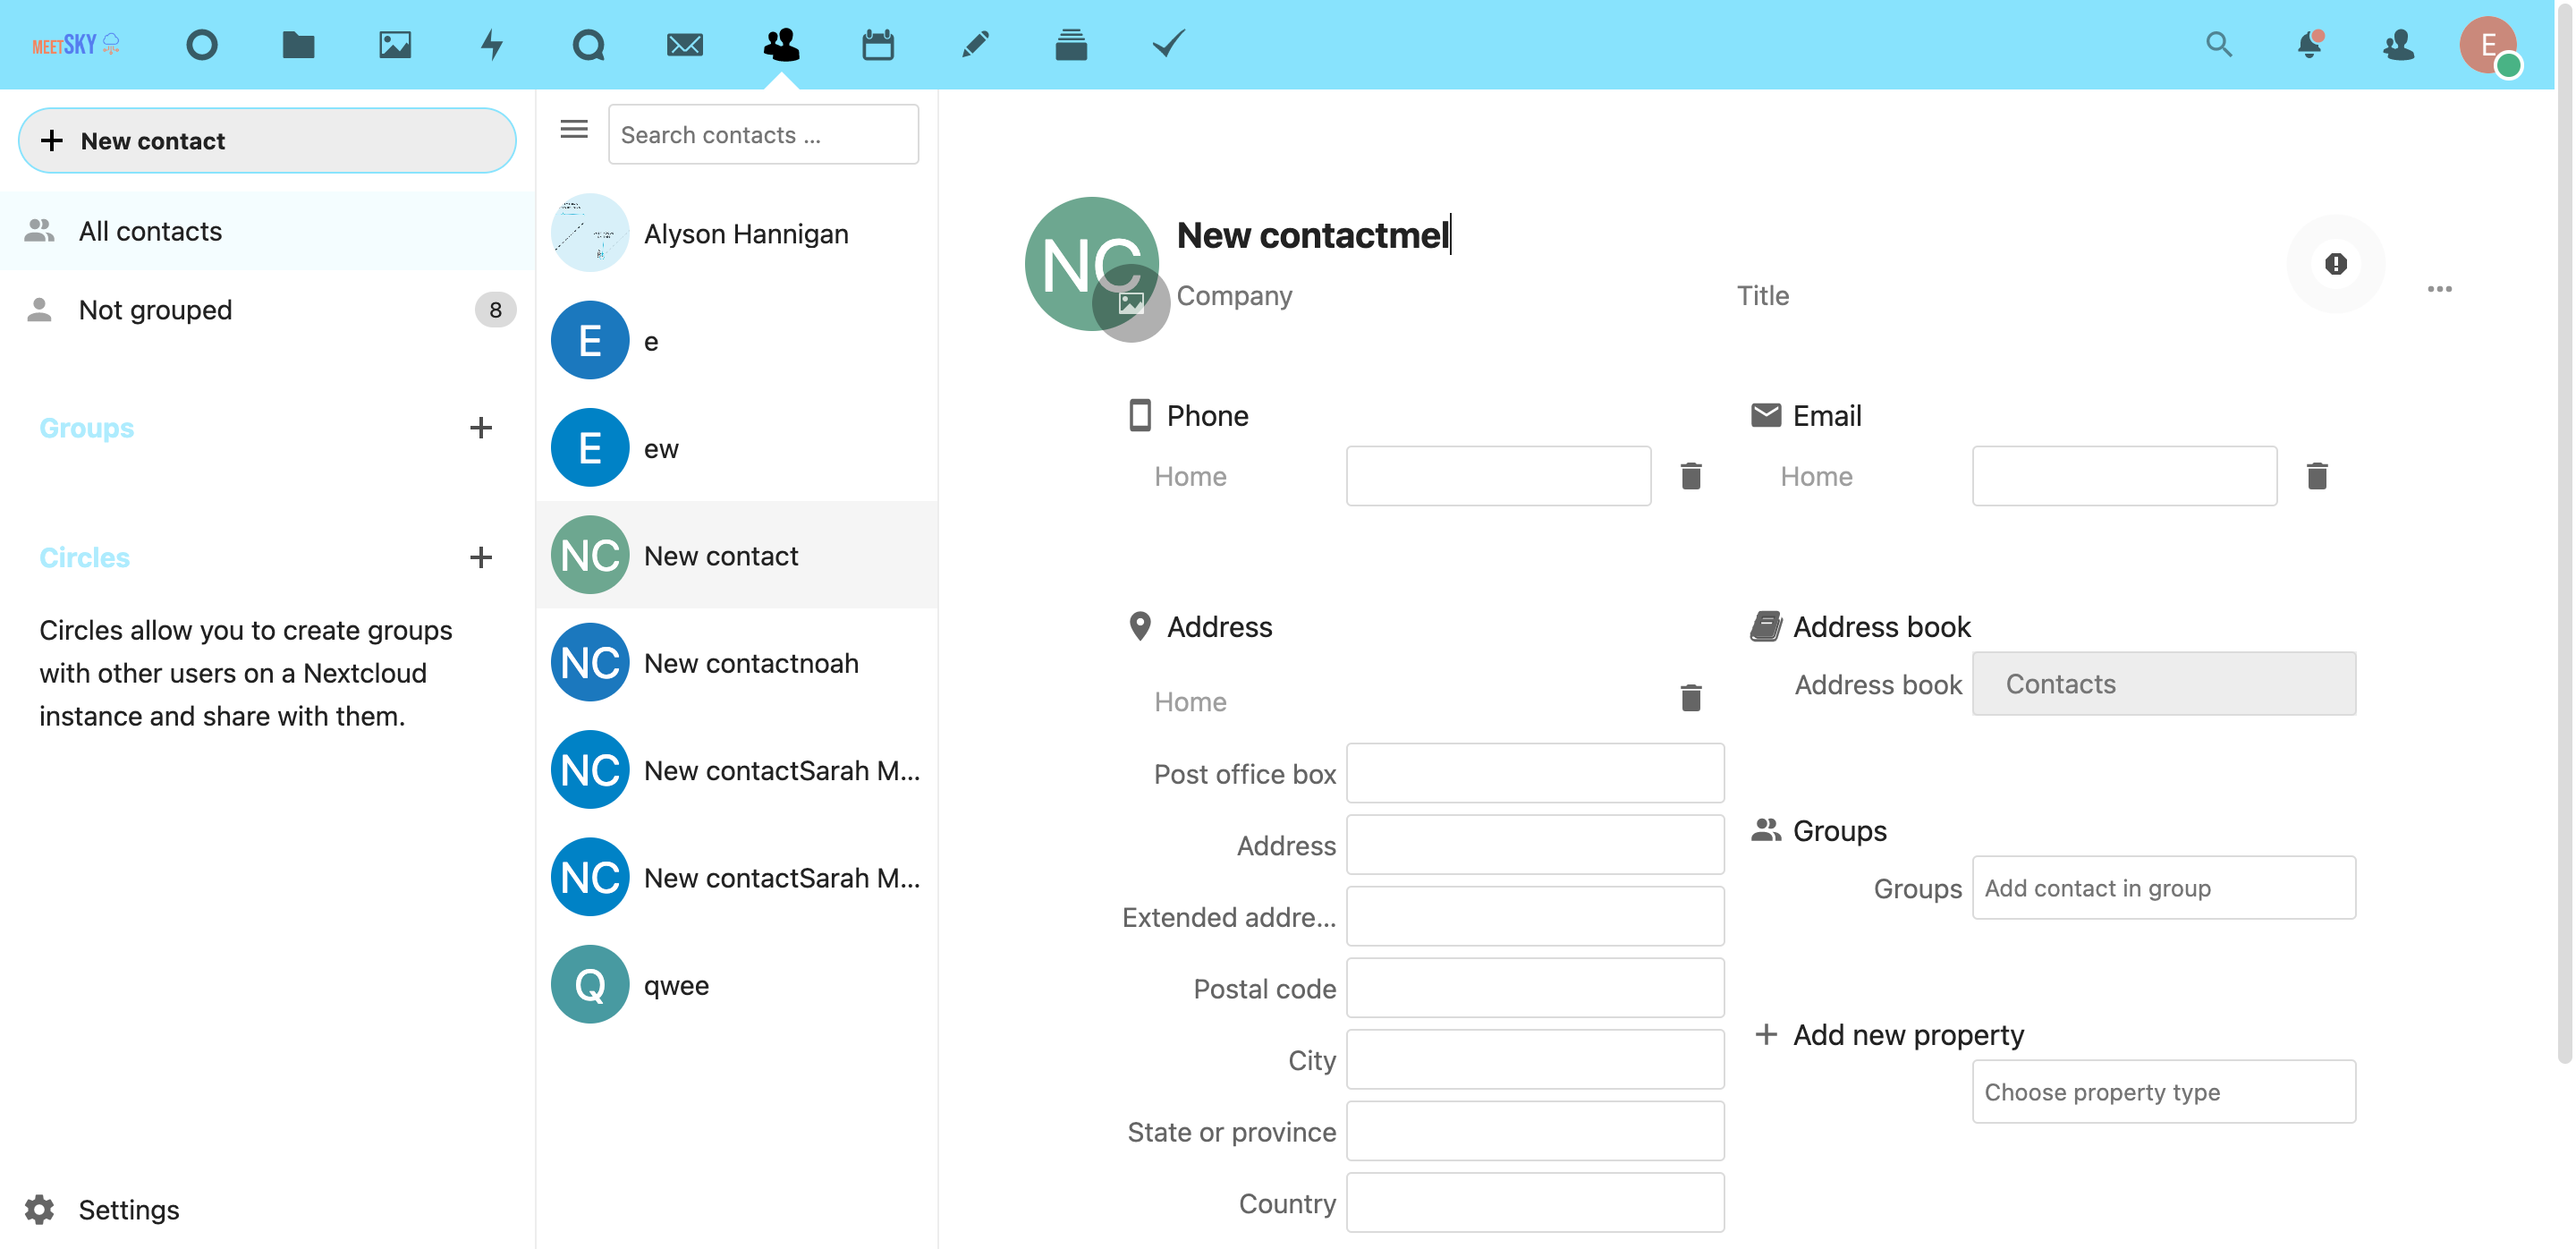 MEETSKY
E
New contact
All contacts
Not grouped
8
Groups
Circles
Circles allow you to create groups
with other users on a Nextcloud
instance and share with them.
Settings
Search contacts ...
Alyson Hannigan
E
e
E
ew
NC
New contact
NC
New contactnoah
NC
New contactSarah M...
NC
New contactSarah M...
Q
qwee
NC
New contactmel
Company
Title
Phone
Home
Email
Home
Address
Home
Post office box
Address
Extended addre...
Postal code
City
State or province
Country
Address book
Address book
Contacts
Groups
Groups
Add contact in group
Add new property
Choose property type